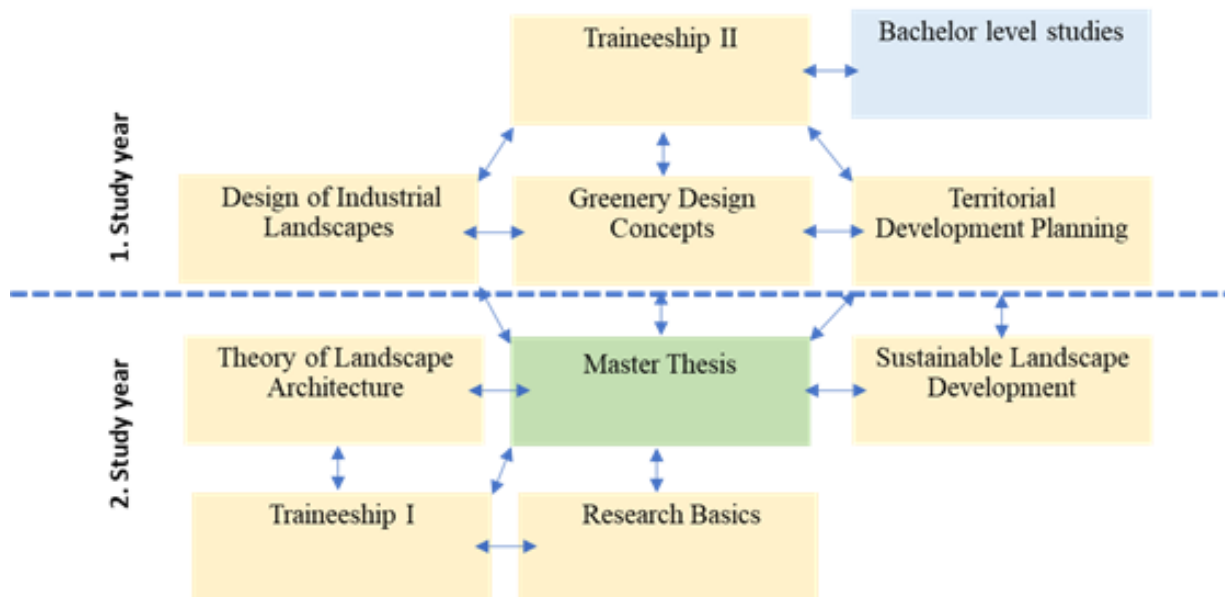 Traineeship II
Bachelor level studies
1. Study year
Design of Industrial
Landscapes
Greenery Design
Concepts
Territorial
Development Planning
2. Study year
Theory of Landscape
Architecture
Master Thesis
Sustainable Landscape
Development
Traineeship I
Research Basics